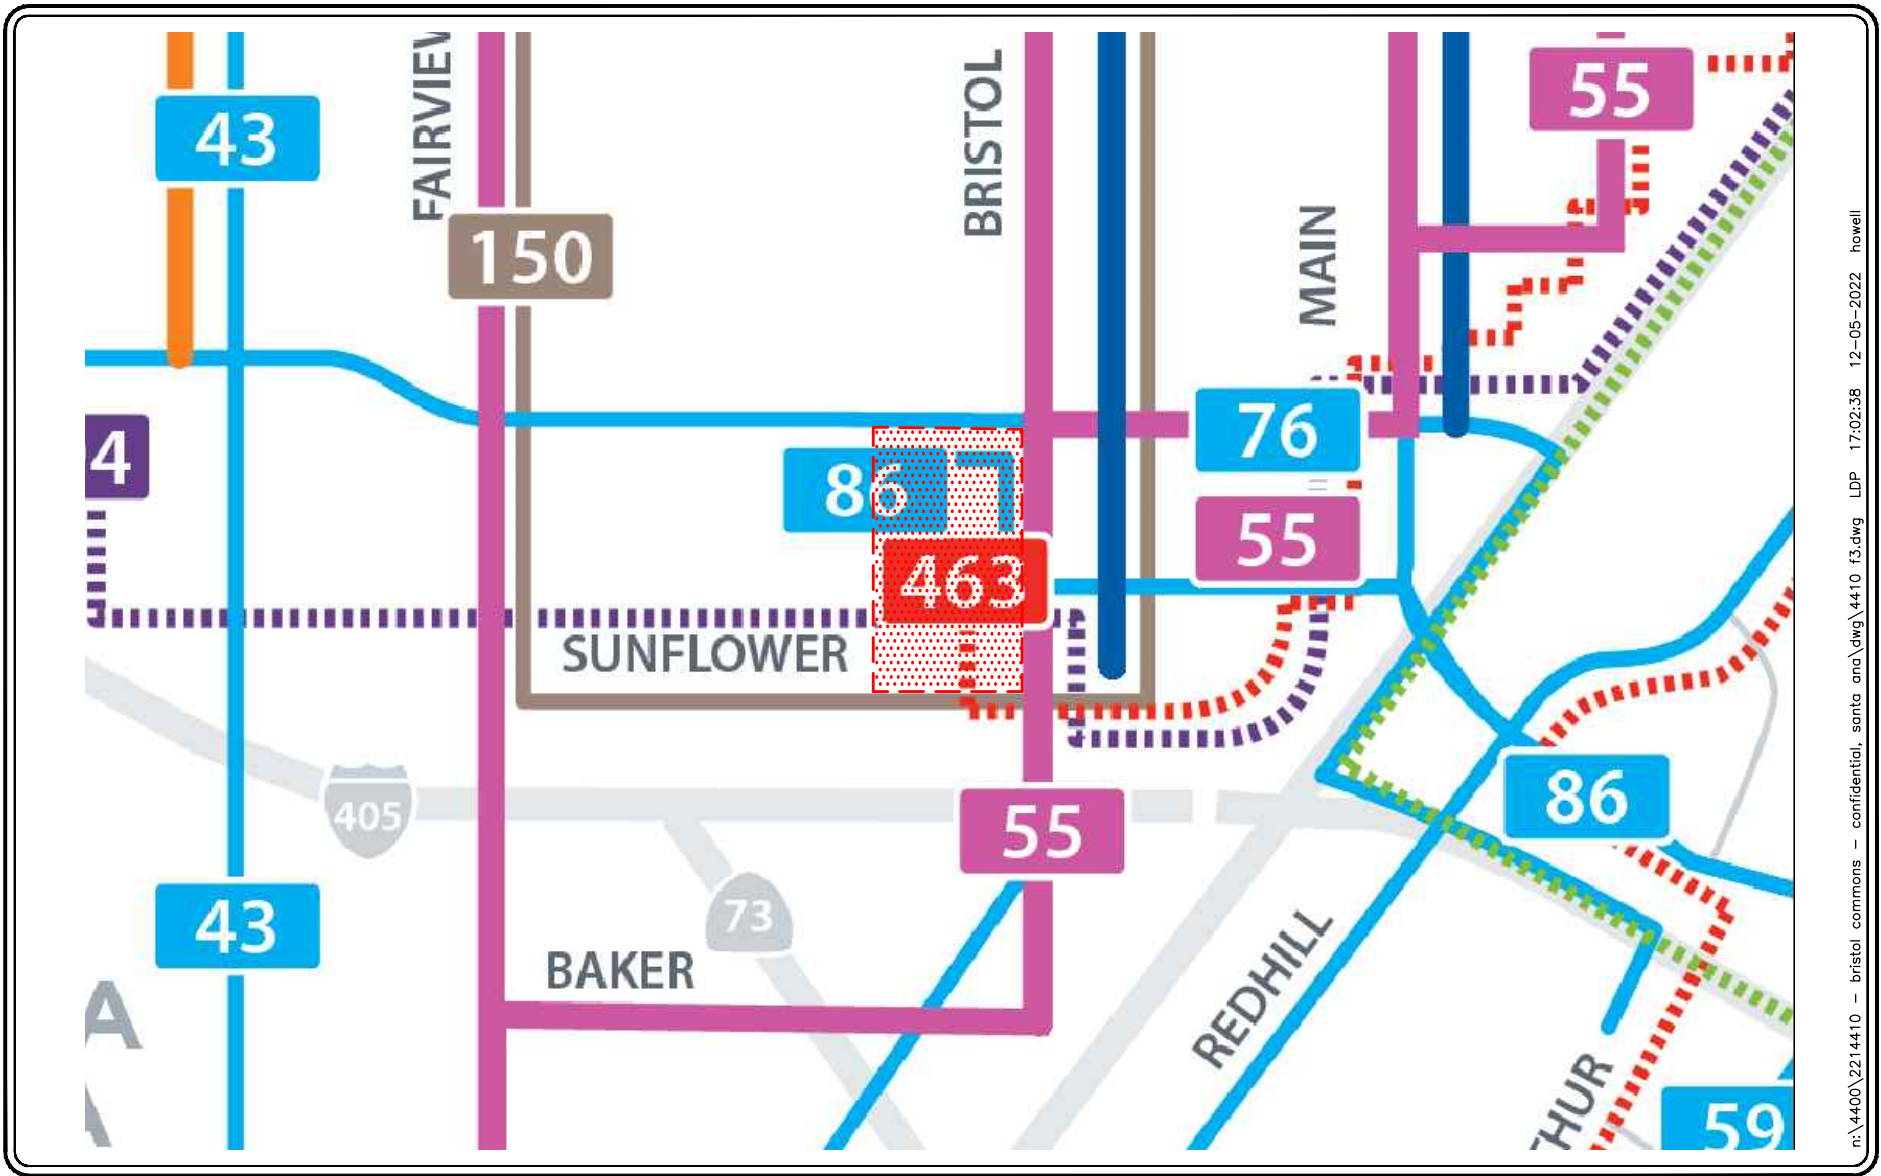 43
FAIRVIEW
150
BRISTOL
MAIN
55
4
86
76
463
55
SUNFLOWER
405
55
86
73
43
BAKER
REDHILL
A
THUR
59
n:\4400\2214410 – bristol commons – confidential, santa ana\dwg\4410 f3.dwg LDP 17:02:38 12-05-2022 howell